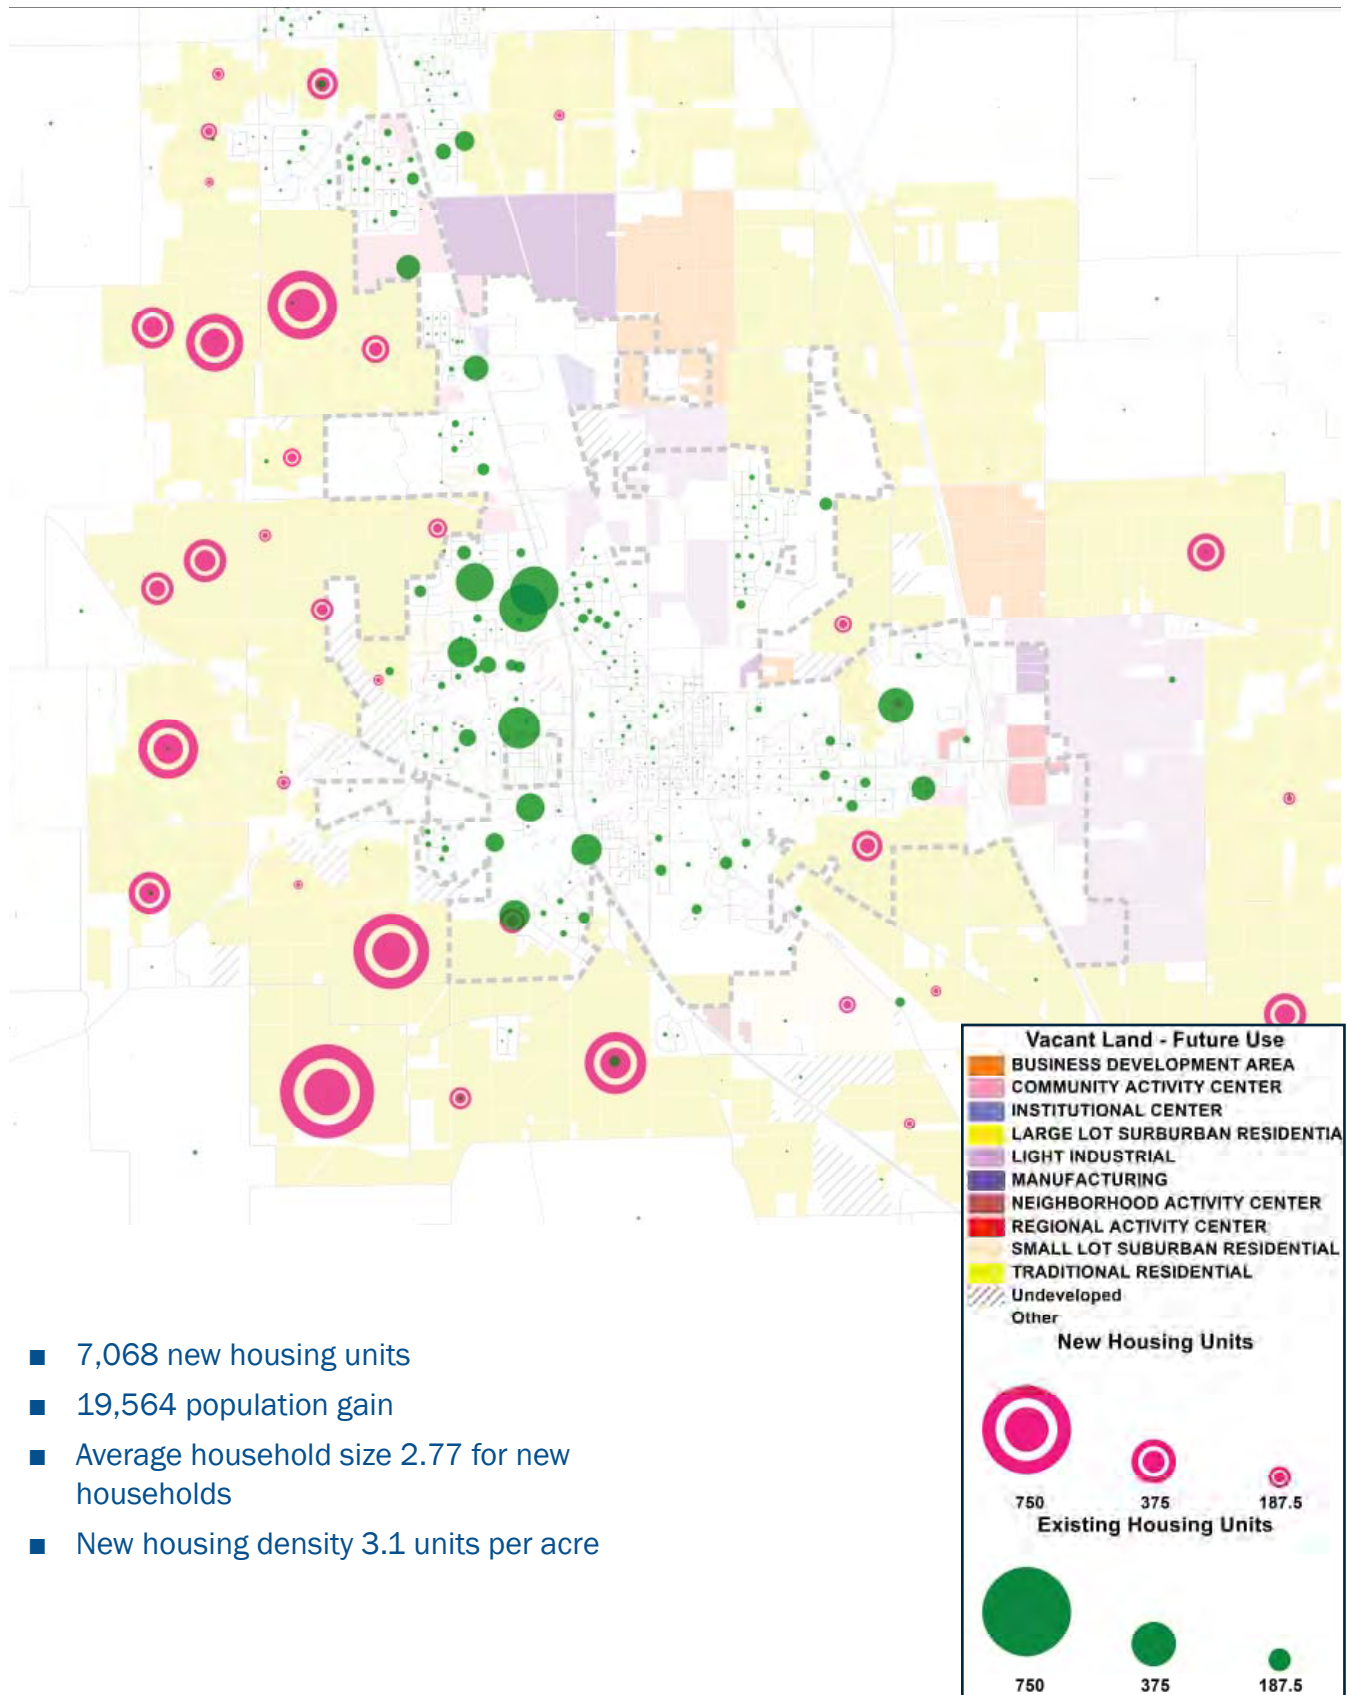 Vacant Land - Future Use
BUSINESS DEVELOPMENT AREA
COMMUNITY ACTIVITY CENTER
INSTITUTIONAL CENTER
LARGE LOT SURBURBAN RESIDENTIA
LIGHT INDUSTRIAL
MANUFACTURING
NEIGHBORHOOD ACTIVITY CENTER
REGIONAL ACTIVITY CENTER
SMALL LOT SUBURBAN RESIDENTIAL
TRADITIONAL RESIDENTIAL
Undeveloped
Other
New Housing Units
750 375 187.5
Existing Housing Units
750 375 187.5
■ 7,068 new housing units
■ 19,564 population gain
■ Average household size 2.77 for new
households
■ New housing density 3.1 units per acre